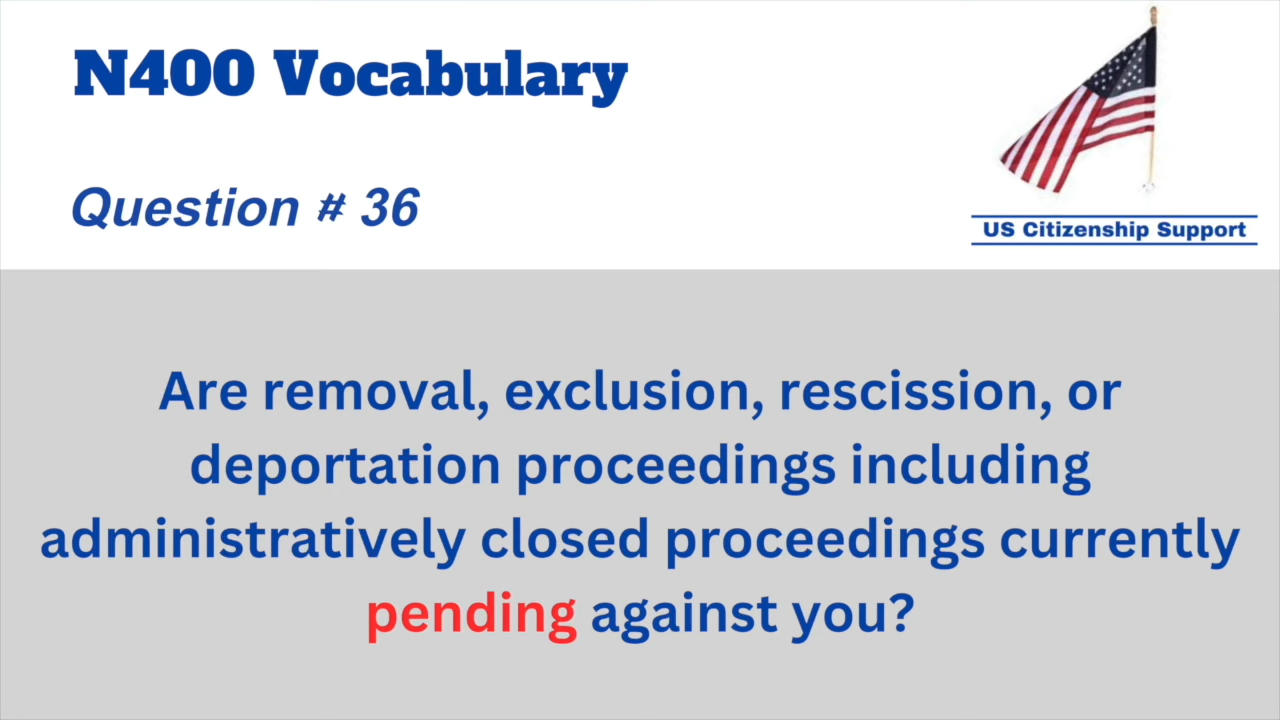 N400 Vocabulary
Question # 36
US Citizenship Support
Are removal, exclusion, rescission, or
deportation proceedings including
administratively closed proceedings currently
pending against you?